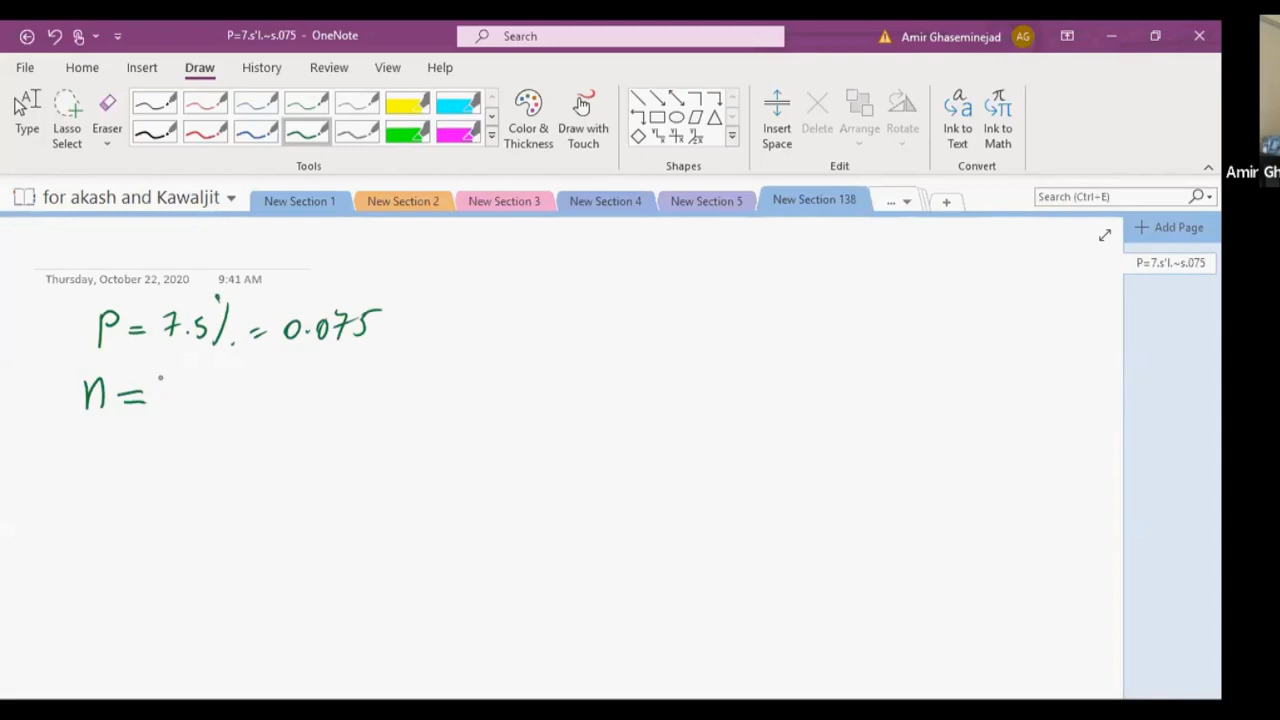 P=7.s'l.~s.075 - OneNote
Search
Amir Ghaseminejad
AG
File
Home
Insert
Draw
History
Review
View
Help
Type
Lasso Select
Eraser
Color & Thickness
Draw with Touch
Insert Space
Delete
Arrange
Rotate
Ink to Text
Ink to Math
Tools
Shapes
Edit
Convert
for akash and Kawaljit
New Section 1
New Section 2
New Section 3
New Section 4
New Section 5
New Section 138
...
Search (Ctrl+E)
Add Page
P=7.s'l.~s.075
Amir Gh
Thursday, October 22, 2020
9:41 AM
P = 7.5% = 0.075
n =